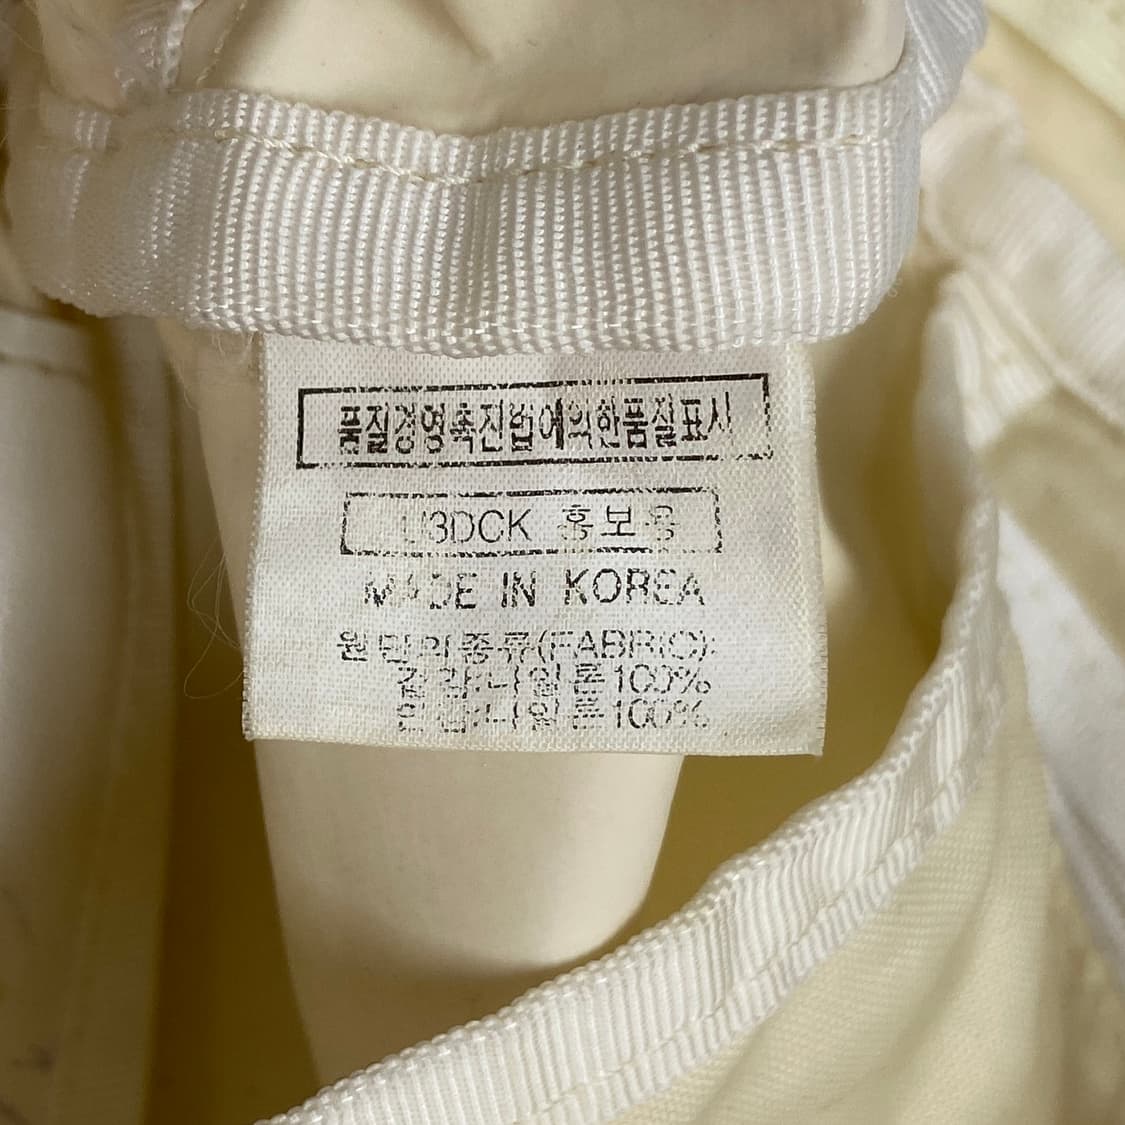 품질경영촉진법에의한품질표시
U3DCK 홍보용
MADE IN KOREA
원단의종류(FABRIC):
겉감:나일론100%
안감:나일론100%